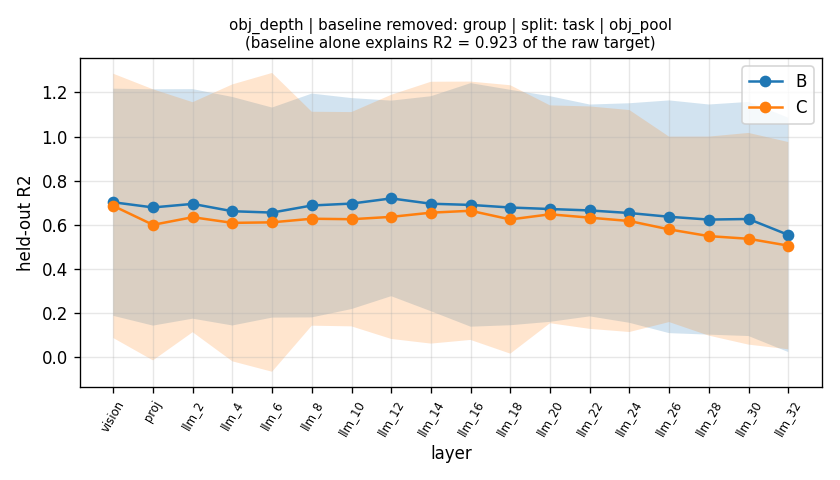 obj_depth | baseline removed: group | split: task | obj_pool
(baseline alone explains R2 = 0.923 of the raw target)
B
C
held-out R2
1.2
1.0
0.8
0.6
0.4
0.2
0.0
vision
proj
llm_2
llm_4
llm_6
llm_8
llm_10
llm_12
llm_14
llm_16
llm_18
llm_20
llm_22
llm_24
llm_26
llm_28
llm_30
llm_32
layer